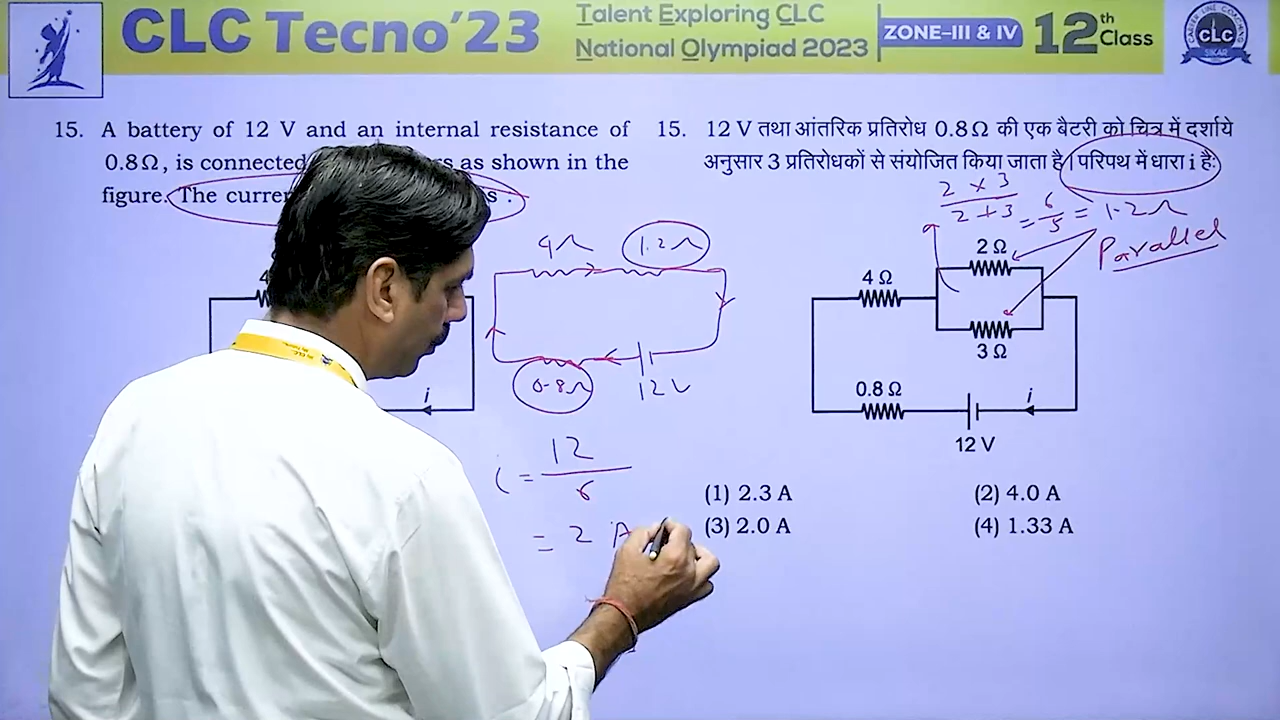 CLC Tecno'23
Talent Exploring CLC
National Olympiad 2023
ZONE–III & IV
12th Class
CLC
SIKAR
15. A battery of 12 V and an internal resistance of
0.8Ω, is connected as shown in the
figure. The curren s :
4
i
15. 12 V तथा आंतरिक प्रतिरोध 0.8Ω की एक बैटरी को चित्र में दर्शाये
अनुसार 3 प्रतिरोधकों से संयोजित किया जाता है। परिपथ में धारा i है:
2 × 3
2 + 3
= 6/5 = 1.2Ω
Parallel
4Ω
1.2Ω
0.8Ω
12V
i = 12/6
= 2 A
2 Ω
4 Ω
3 Ω
0.8 Ω
i
12 V
(1) 2.3 A
(2) 4.0 A
(3) 2.0 A
(4) 1.33 A